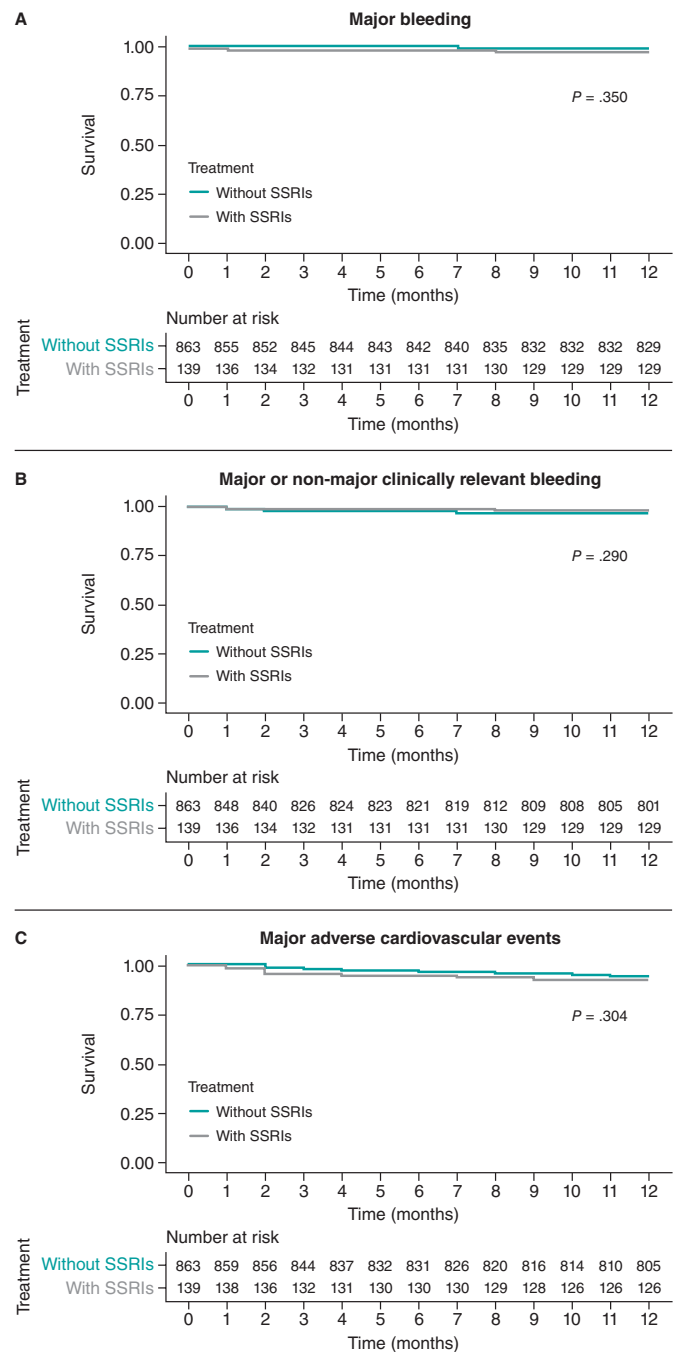 A Major bleeding
1.00
0.75
P = .350
Survival
0.50
Treatment
Without SSRIs
0.25
With SSRIs
0.00
0 1 2 3 4 5 6 7 8 9 10 11 12
Time (months)
Number at risk
Treatment
Without SSRIs 863 855 852 845 844 843 842 840 835 832 832 832 829
With SSRIs 139 136 134 132 131 131 131 131 130 129 129 129 129
0 1 2 3 4 5 6 7 8 9 10 11 12
Time (months)
B Major or non-major clinically relevant bleeding
1.00
0.75
P = .290
Survival
0.50
Treatment
Without SSRIs
0.25
With SSRIs
0.00
0 1 2 3 4 5 6 7 8 9 10 11 12
Time (months)
Number at risk
Treatment
Without SSRIs 863 848 840 826 824 823 821 819 812 809 808 805 801
With SSRIs 139 136 134 132 131 131 131 131 130 129 129 129 129
0 1 2 3 4 5 6 7 8 9 10 11 12
Time (months)
C Major adverse cardiovascular events
1.00
0.75
P = .304
Survival
0.50
Treatment
Without SSRIs
0.25
With SSRIs
0.00
0 1 2 3 4 5 6 7 8 9 10 11 12
Time (months)
Number at risk
Treatment
Without SSRIs 863 859 856 844 837 832 831 826 820 816 814 810 805
With SSRIs 139 138 136 132 131 130 130 130 129 128 126 126 126
0 1 2 3 4 5 6 7 8 9 10 11 12
Time (months)